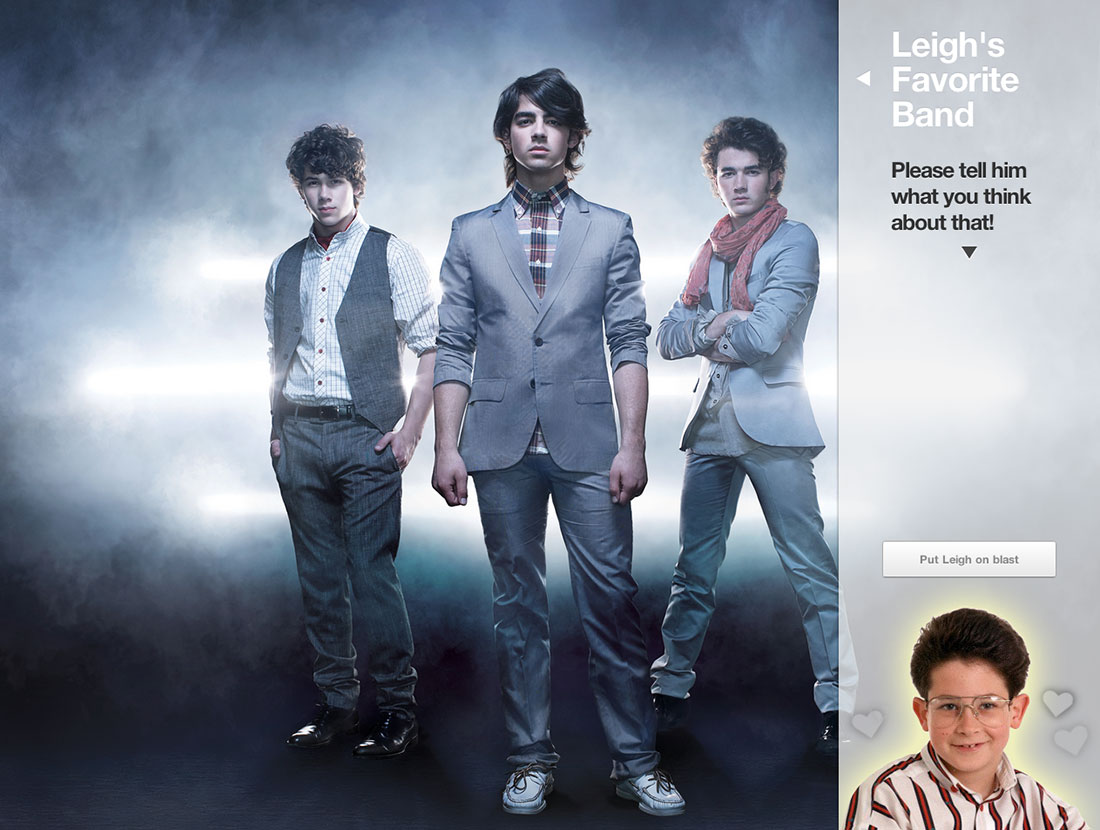 Leigh's
Favorite
Band
Please tell him
what you think
about that!
Put Leigh on blast